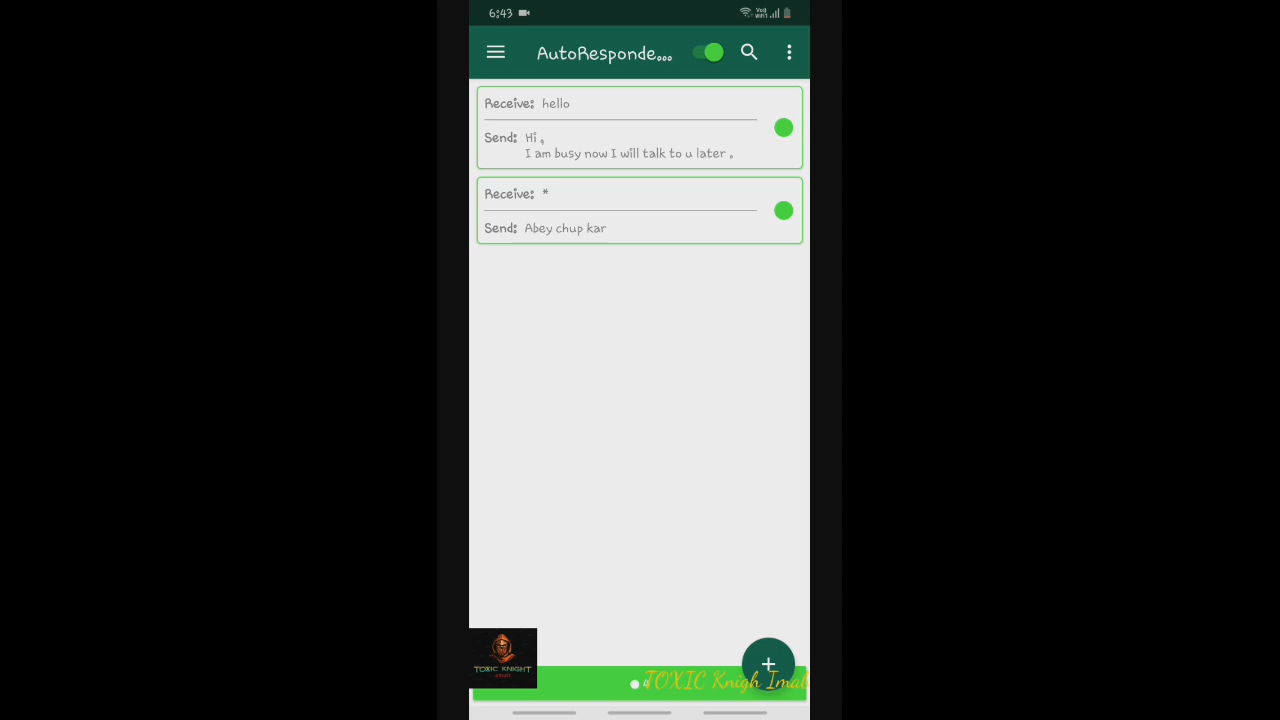 6:43
AutoResponde...
Receive: hello
Send: Hi ,
I am busy now I will talk to u later .
Receive: *
Send: Abey chup kar
TOXIC KNIGHT
TOXIC Knigh Imal